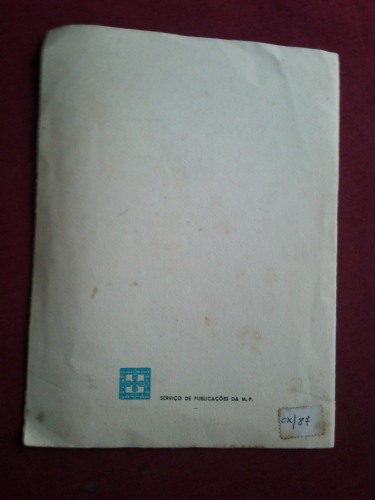 SERVIÇO DE PUBLICAÇÕES DA M. P.
CX/87